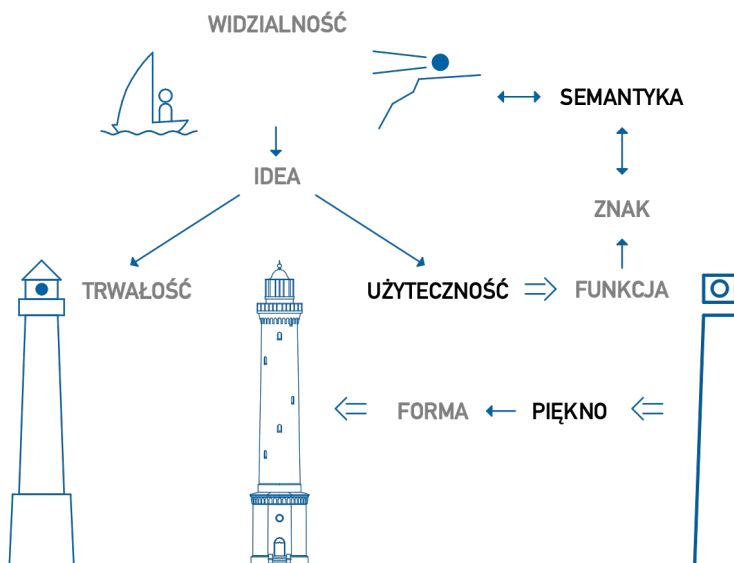 WIDZIALNOŚĆ
SEMANTYKA
IDEA
ZNAK
TRWAŁOŚĆ
UŻYTECZNOŚĆ
FUNKCJA
FORMA
PIĘKNO